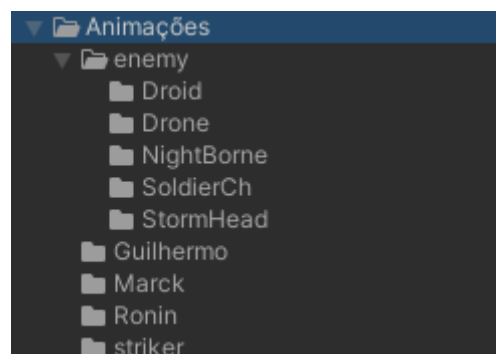 Animações
enemy
Droid
Drone
NightBorne
SoldierCh
StormHead
Guilhermo
Marck
Ronin
striker